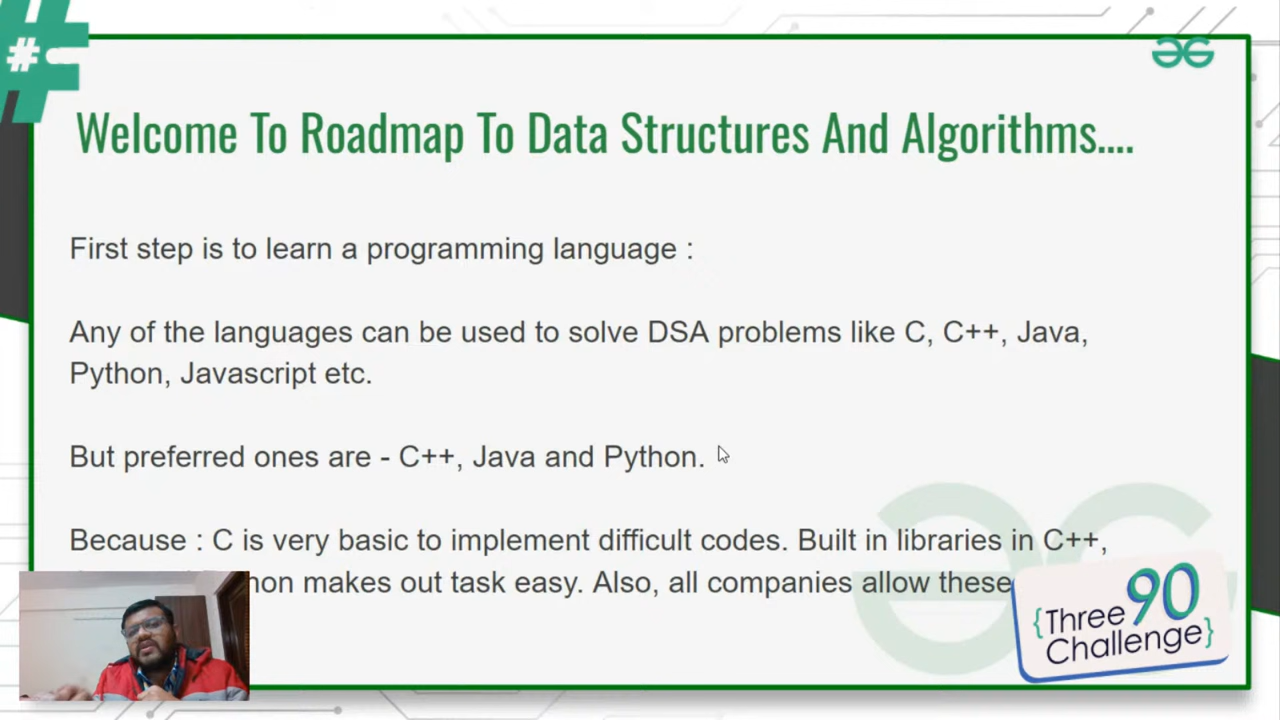 #
Welcome To Roadmap To Data Structures And Algorithms....
First step is to learn a programming language :
Any of the languages can be used to solve DSA problems like C, C++, Java,
Python, Javascript etc.
But preferred ones are - C++, Java and Python.
Because : C is very basic to implement difficult codes. Built in libraries in C++,
makes out task easy. Also, all companies allow these
{Three 90
Challenge}